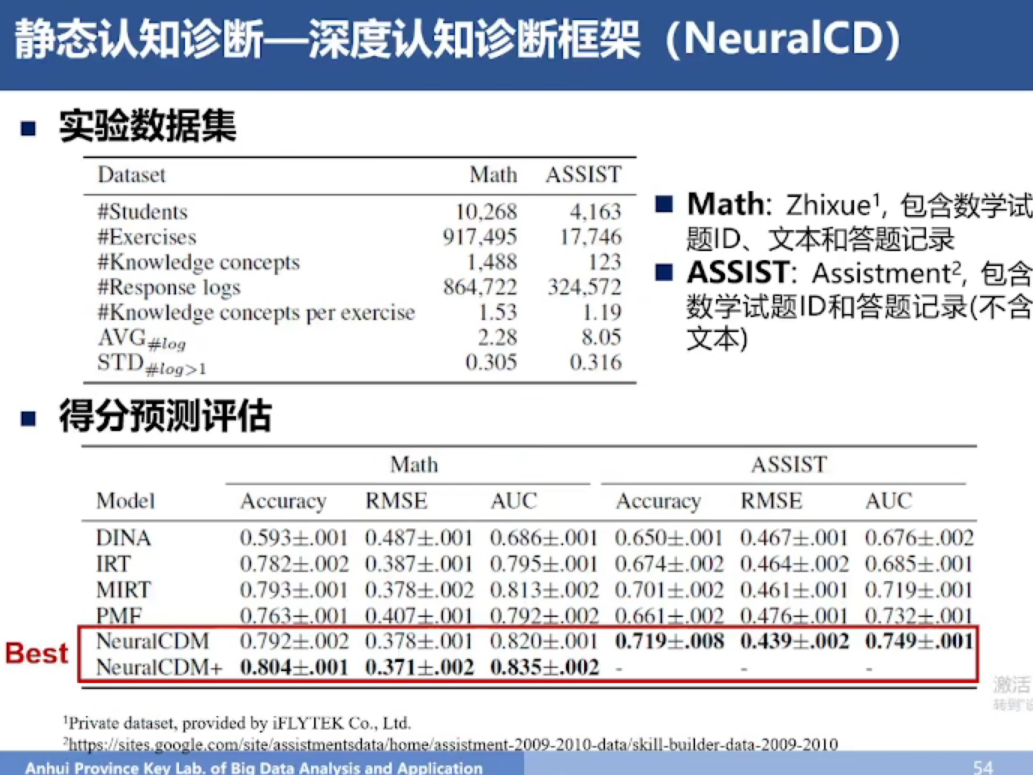 静态认知诊断—深度认知诊断框架（NeuralCD）
■ 实验数据集
Dataset Math ASSIST
#Students 10,268 4,163
#Exercises 917,495 17,746
#Knowledge concepts 1,488 123
#Response logs 864,722 324,572
#Knowledge concepts per exercise 1.53 1.19
AVG#log 2.28 8.05
STD#log>1 0.305 0.316
■ Math: Zhixue¹, 包含数学试
题ID、文本和答题记录
■ ASSIST: Assistment², 包含
数学试题ID和答题记录(不含
文本)
■ 得分预测评估
Math ASSIST
Model Accuracy RMSE AUC Accuracy RMSE AUC
DINA 0.593±.001 0.487±.001 0.686±.001 0.650±.001 0.467±.001 0.676±.002
IRT 0.782±.002 0.387±.001 0.795±.001 0.674±.002 0.464±.002 0.685±.001
MIRT 0.793±.001 0.378±.002 0.813±.002 0.701±.002 0.461±.001 0.719±.001
PMF 0.763±.001 0.407±.001 0.792±.002 0.661±.002 0.476±.001 0.732±.001
NeuralCDM 0.792±.002 0.378±.001 0.820±.001 0.719±.008 0.439±.002 0.749±.001
Best
NeuralCDM+ 0.804±.001 0.371±.002 0.835±.002 - - -
激活
转到"设
¹Private dataset, provided by iFLYTEK Co., Ltd.
²https://sites.google.com/site/assistmentsdata/home/assistment-2009-2010-data/skill-builder-data-2009-2010
Anhui Province Key Lab. of Big Data Analysis and Application 54